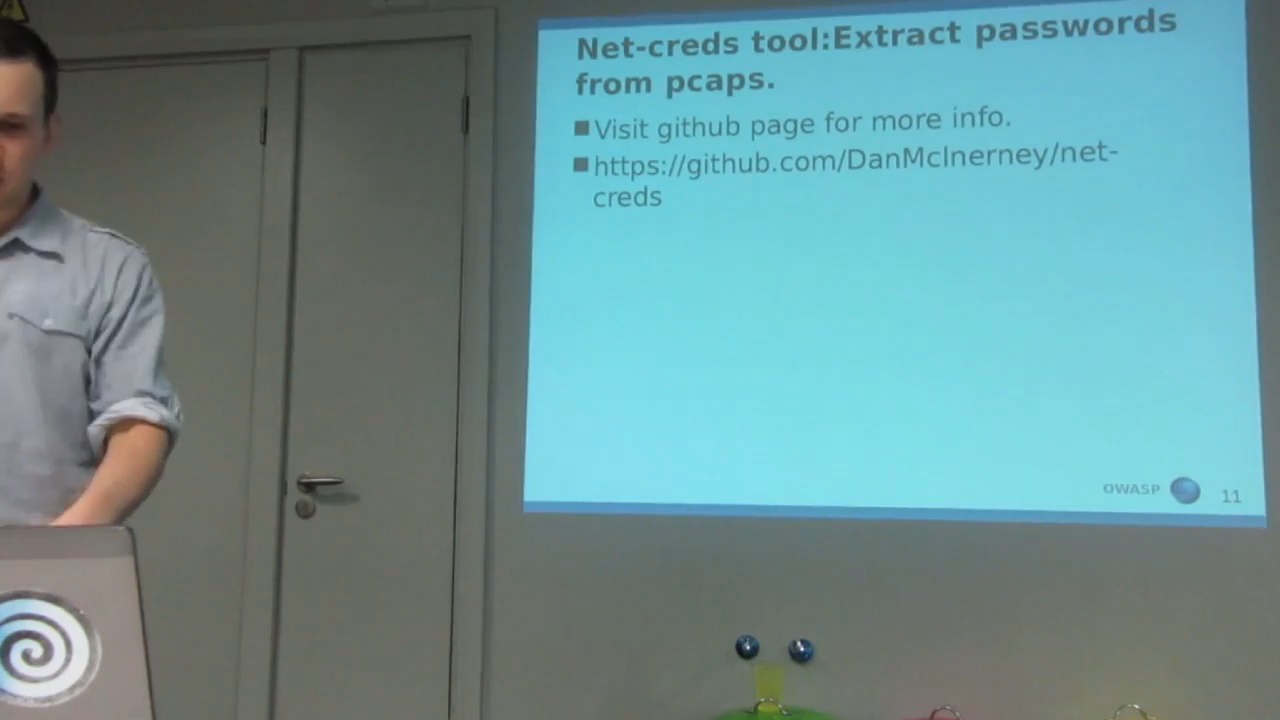 Net-creds tool:Extract passwords
from pcaps.
Visit github page for more info.
https://github.com/DanMcInerney/net-
creds
OWASP
11